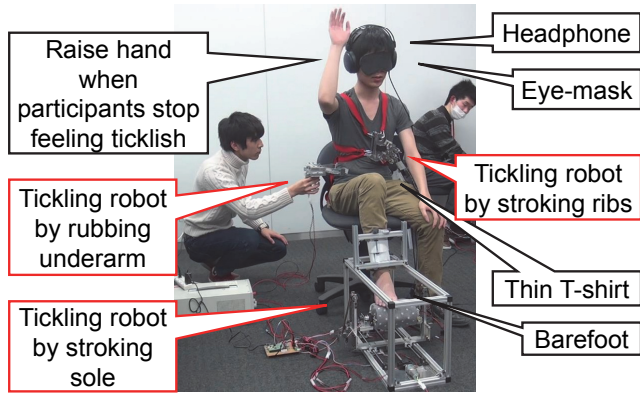 Raise hand
when
participants stop
feeling ticklish
Headphone
Eye-mask
Tickling robot
by rubbing
underarm
Tickling robot
by stroking ribs
Tickling robot
by stroking
sole
Thin T-shirt
Barefoot